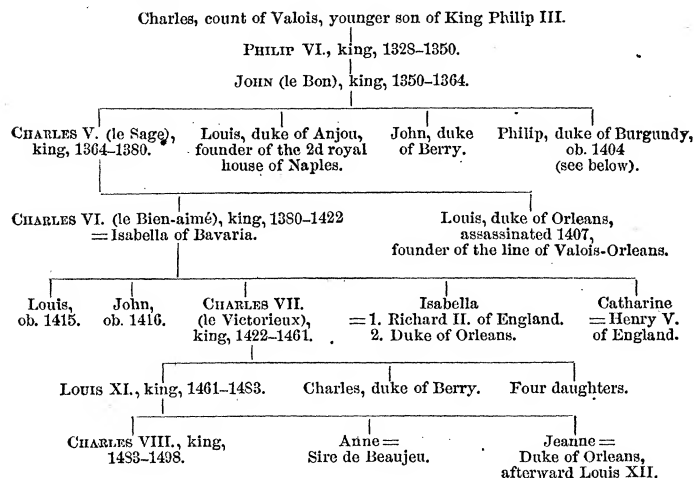 Charles, count of Valois, younger son of King Philip III.
PHILIP VI., king, 1328–1350.
JOHN (le Bon), king, 1350–1364.
CHARLES V. (le Sage),
king, 1364–1380.
Louis, duke of Anjou,
founder of the 2d royal
house of Naples.
John, duke
of Berry.
Philip, duke of Burgundy,
ob. 1404
(see below).
CHARLES VI. (le Bien-aimé), king, 1380–1422
= Isabella of Bavaria.
Louis, duke of Orleans,
assassinated 1407,
founder of the line of Valois-Orleans.
Louis,
ob. 1415.
John,
ob. 1416.
CHARLES VII.
(le Victorieux),
king, 1422–1461.
Isabella
= 1. Richard II. of England.
2. Duke of Orleans.
Catharine
= Henry V.
of England.
LOUIS XI., king, 1461–1483.
Charles, duke of Berry.
Four daughters.
CHARLES VIII., king,
1483–1498.
Anne =
Sire de Beaujeu.
Jeanne =
Duke of Orleans,
afterward Louis XII.